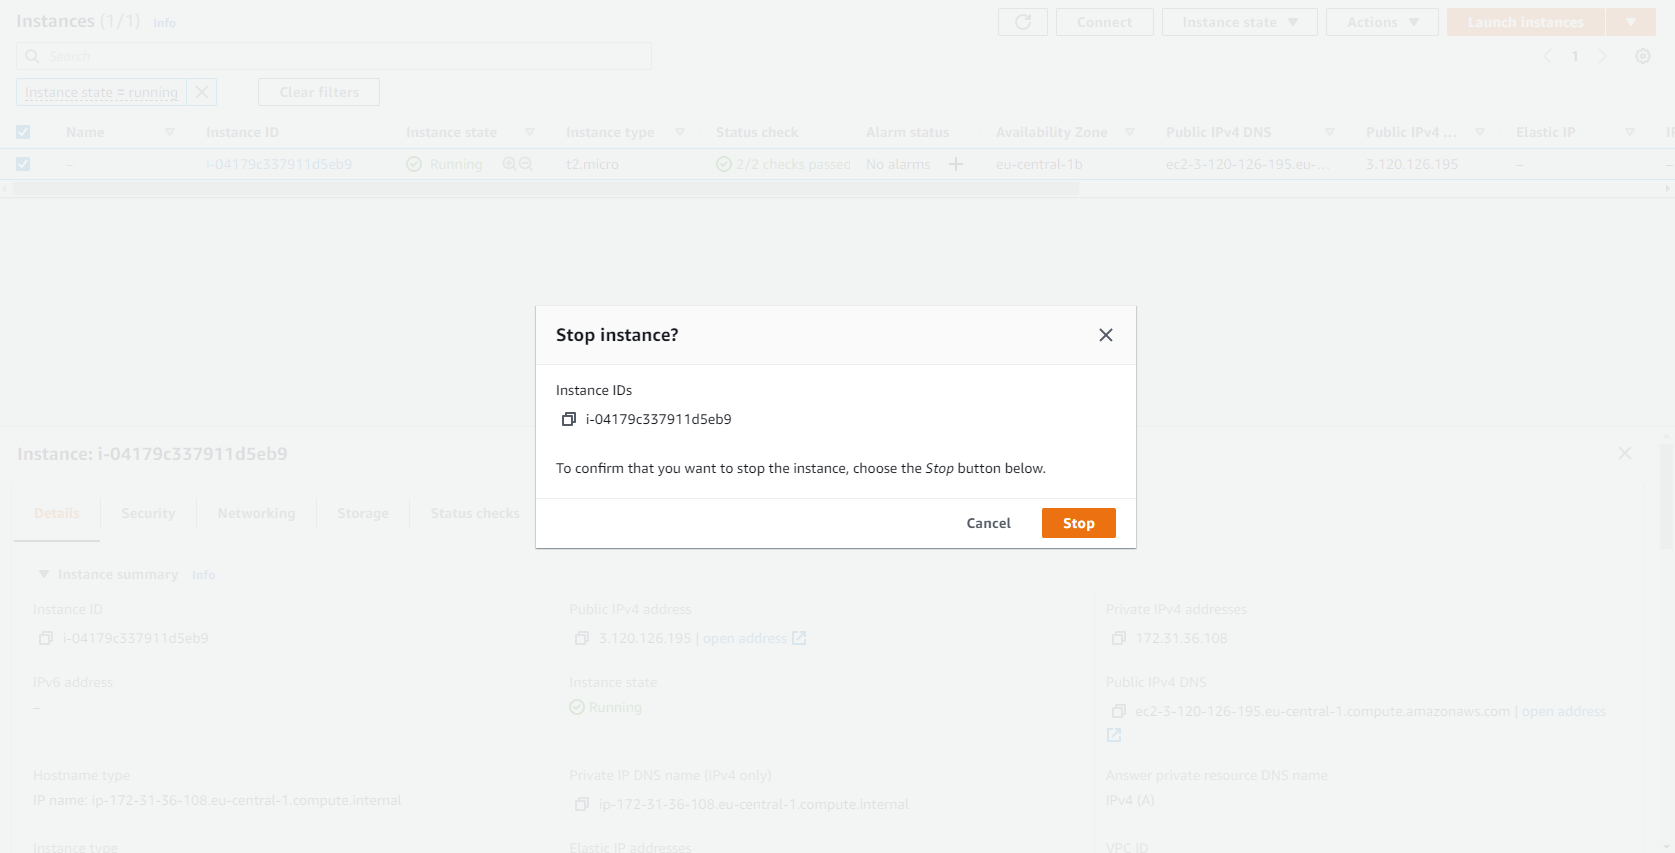 Instances (1/1) Info
Connect Instance state Actions Launch instances
Search
1
Instance state = running Clear filters
Name Instance ID Instance state Instance type Status check Alarm status Availability Zone Public IPv4 DNS Public IPv4 ... Elastic IP IP
– i-04179c337911d5eb9 Running t2.micro 2/2 checks passed No alarms + eu-central-1b ec2-3-120-126-195.eu-... 3.120.126.195 – –
Stop instance?
Instance IDs
i-04179c337911d5eb9
To confirm that you want to stop the instance, choose the Stop button below.
Cancel Stop
Instance: i-04179c337911d5eb9
Details Security Networking Storage Status checks
Instance summary Info
Instance ID Public IPv4 address Private IPv4 addresses
i-04179c337911d5eb9 3.120.126.195 | open address 172.31.36.108
IPv6 address Instance state Public IPv4 DNS
– Running ec2-3-120-126-195.eu-central-1.compute.amazonaws.com | open address
Hostname type Private IP DNS name (IPv4 only) Answer private resource DNS name
IP name: ip-172-31-36-108.eu-central-1.compute.internal ip-172-31-36-108.eu-central-1.compute.internal IPv4 (A)
Instance type Elastic IP addresses VPC ID